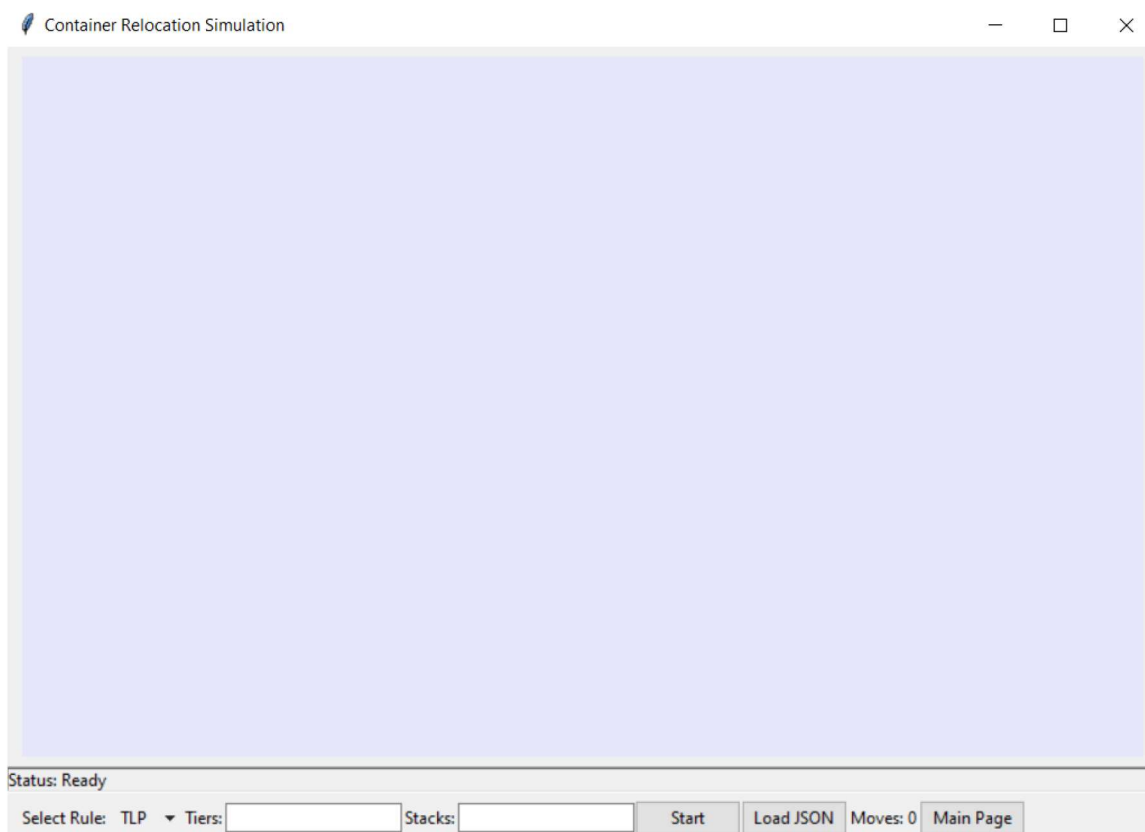 Container Relocation Simulation
Status: Ready
Select Rule: TLP Tiers: Stacks: Start Load JSON Moves: 0 Main Page